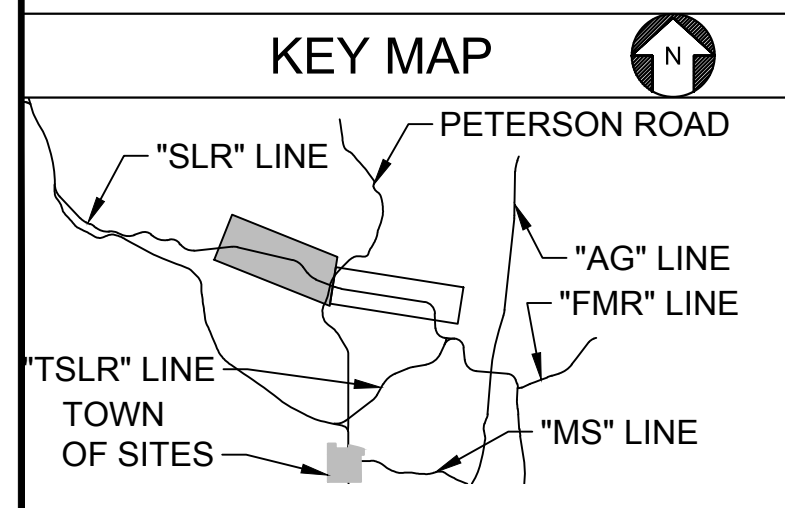 KEY MAP
N
PETERSON ROAD
"SLR" LINE
"AG" LINE
"FMR" LINE
"TSLR" LINE
TOWN
OF SITES
"MS" LINE